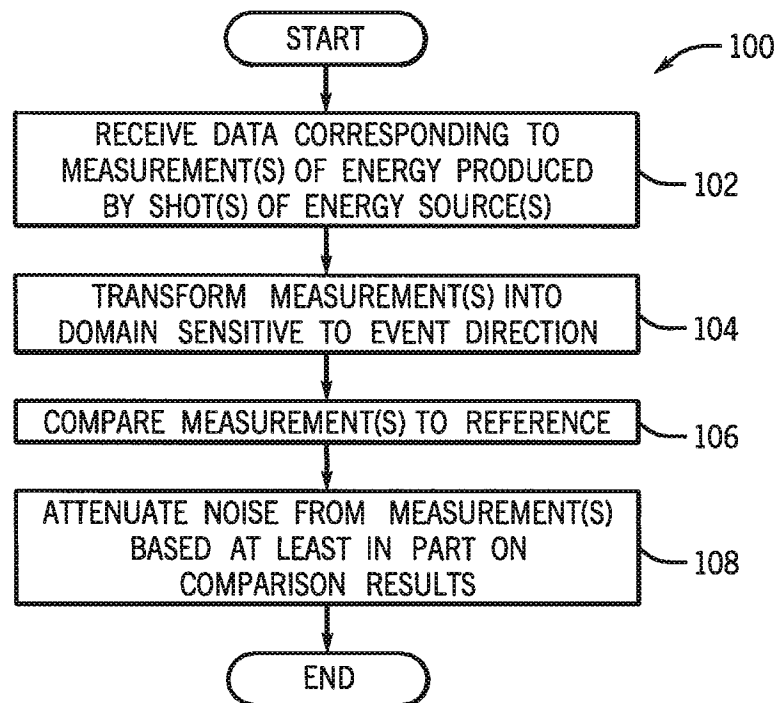 START
100
RECEIVE DATA CORRESPONDING TO
MEASUREMENT(S) OF ENERGY PRODUCED
BY SHOT(S) OF ENERGY SOURCE(S)
102
TRANSFORM MEASUREMENT(S) INTO
DOMAIN SENSITIVE TO EVENT DIRECTION
104
COMPARE MEASUREMENT(S) TO REFERENCE
106
ATTENUATE NOISE FROM MEASUREMENT(S)
BASED AT LEAST IN PART ON
COMPARISON RESULTS
108
END